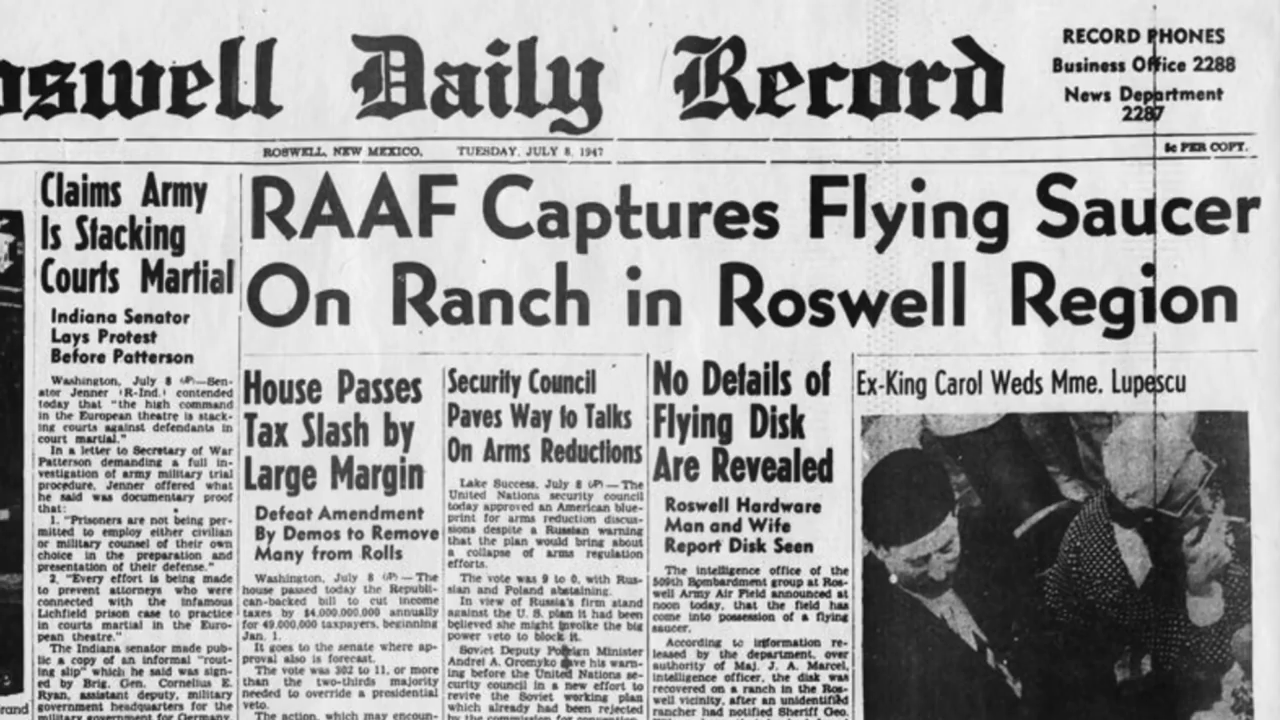 oswell Daily Record
RECORD PHONES
Business Office 2288
News Department
2287
ROSWELL, NEW MEXICO, TUESDAY, JULY 8, 1947
5c PER COPY.
Claims Army
Is Stacking
Courts Martial
Indiana Senator
Lays Protest
Before Patterson
Washington, July 8 (AP)—Sen-
ator Jenner (R-Ind.) contended
today that "the high command
in the European theatre is stack-
ing courts against defendants in
court martial."
In a letter to Secretary of War
Patterson demanding a full in-
vestigation of army military trial
procedure, Jenner offered what
he said was documentary proof
that:
1. "Prisoners are not being per-
mitted to employ either civilian
or military counsel of their own
choice in the preparation and
presentation of their defense."
2. "Every effort is being made
to prevent attorneys who were
connected with the infamous
Lichfield prison case to practice
in courts martial in the Euro-
pean theatre."
The Indiana senator made pub-
lic a copy of an informal "rout-
ing slip" which he said was sign-
ed by Brig. Gen. Cornelius E.
Ryan, assistant deputy, military
government headquarters for the
military government for Germany,
RAAF Captures Flying Saucer
On Ranch in Roswell Region
House Passes
Tax Slash by
Large Margin
Defeat Amendment
By Demos to Remove
Many from Rolls
Washington, July 8 (AP)—The
house passed today the Republi-
can-backed bill to cut income
taxes by $4,000,000,000 annually
for 49,000,000 taxpayers, beginning
Jan. 1.
It goes to the senate where ap-
proval also is forecast.
The vote was 302 to 11, or more
than the two-thirds majority
needed to override a presidential
veto.
The action, which may encoun-
Security Council
Paves Way to Talks
On Arms Reductions
Lake Success, July 8 (AP)—The
United Nations security council
today approved an American blue-
print for arms reduction discus-
sions despite a Russian warning
that the plan would bring about
a collapse of arms regulation
efforts.
The vote was 9 to 0, with Rus-
sian and Poland abstaining.
In view of Russia's firm stand
against the U. S. plan it had been
believed she might invoke the big
power veto to block it.
Soviet Deputy Foreign Minister
Andrei A. Gromyko gave his warn-
ing before the United Nations se-
curity council in a new effort to
revive the Soviet working plan
which already had been rejected
by the commission for
No Details of
Flying Disk
Are Revealed
Roswell Hardware
Man and Wife
Report Disk Seen
The intelligence office of the
509th Bombardment group at Ros-
well Army Air Field announced at
noon today, that the field has
come into possession of a flying
saucer.
According to information re-
leased by the department, over
authority of Maj. J. A. Marcel,
intelligence officer, the disk was
recovered on a ranch in the Ros-
well vicinity, after an unidentified
rancher had notified Sheriff Geo.
Ex-King Carol Weds Mme. Lupescu
rand